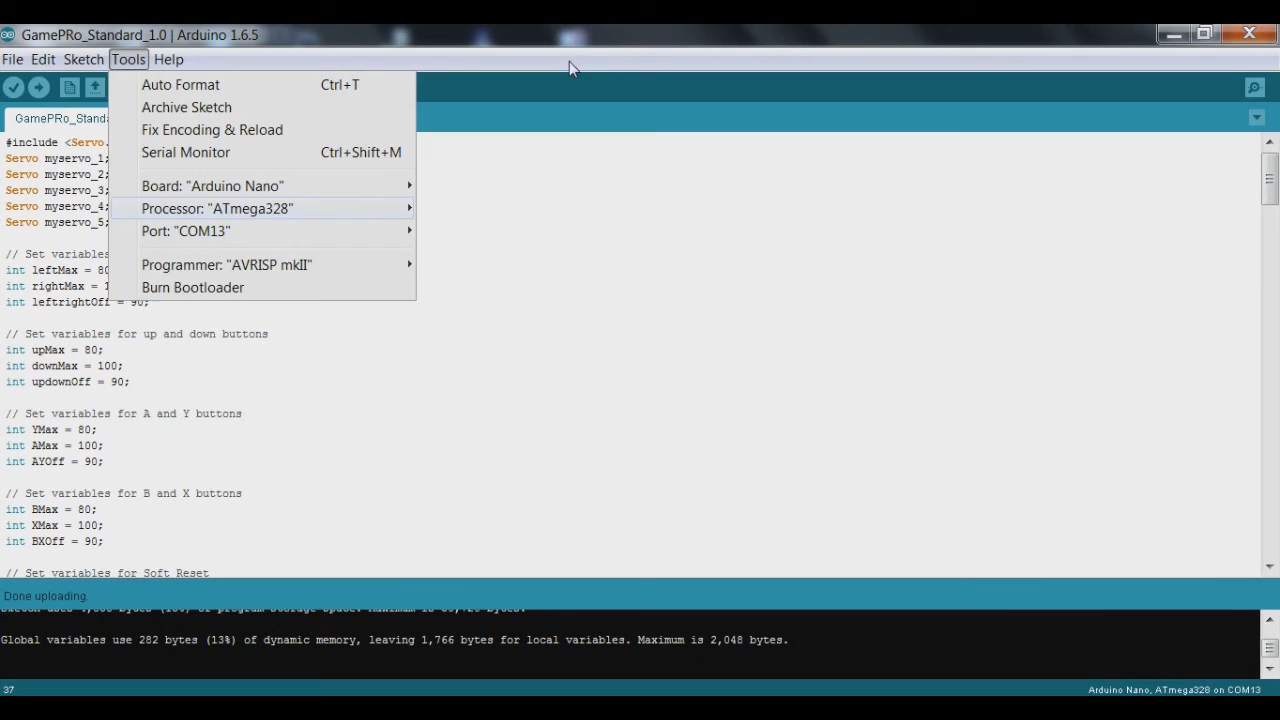 GamePRo_Standard_1.0 | Arduino 1.6.5
File Edit Sketch Tools Help
Auto Format Ctrl+T
Archive Sketch
Fix Encoding & Reload
Serial Monitor Ctrl+Shift+M
Board: "Arduino Nano"
Processor: "ATmega328"
Port: "COM13"
Programmer: "AVRISP mkII"
Burn Bootloader
GamePRo_Standa
#include <Servo.
Servo myservo_1;
Servo myservo_2;
Servo myservo_3;
Servo myservo_4;
Servo myservo_5;
// Set variables
int leftMax = 80
int rightMax = 1
int leftrightOff = 90;
// Set variables for up and down buttons
int upMax = 80;
int downMax = 100;
int updownOff = 90;
// Set variables for A and Y buttons
int YMax = 80;
int AMax = 100;
int AYOff = 90;
// Set variables for B and X buttons
int BMax = 80;
int XMax = 100;
int BXOff = 90;
// Set variables for Soft Reset
Done uploading.
Global variables use 282 bytes (13%) of dynamic memory, leaving 1,766 bytes for local variables. Maximum is 2,048 bytes.
37
Arduino Nano, ATmega328 on COM13